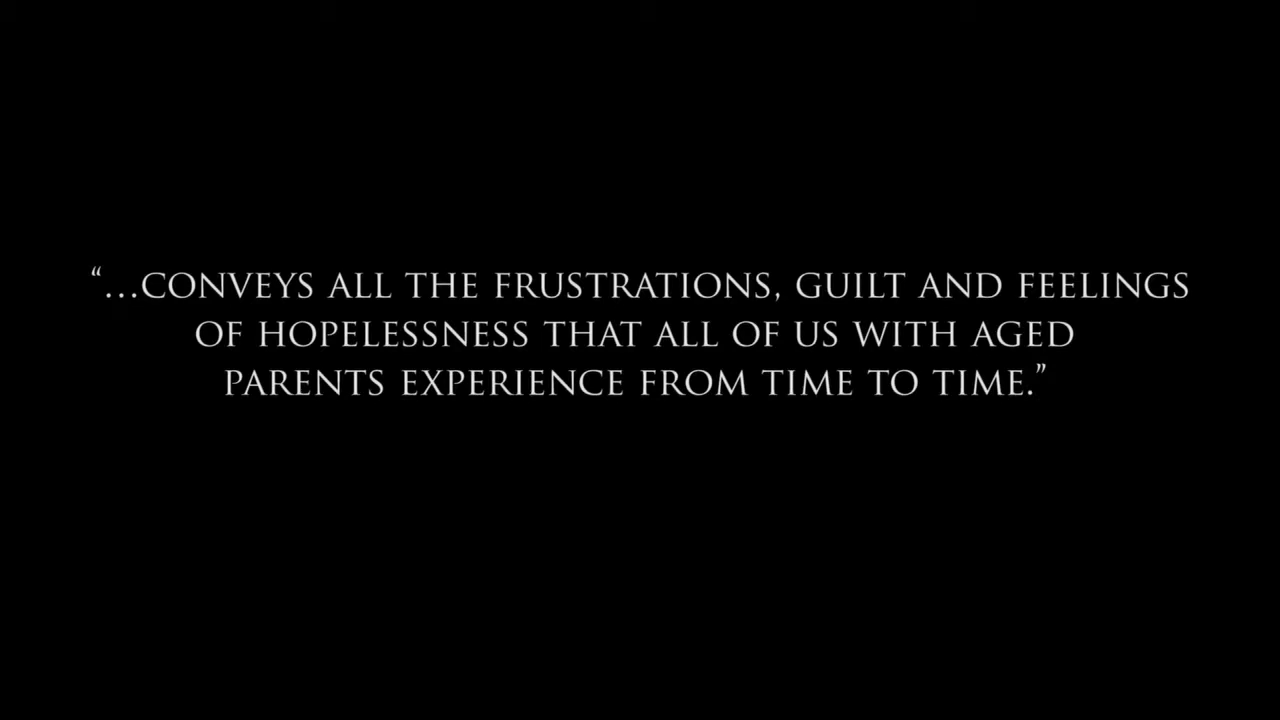 “…CONVEYS ALL THE FRUSTRATIONS, GUILT AND FEELINGS
OF HOPELESSNESS THAT ALL OF US WITH AGED
PARENTS EXPERIENCE FROM TIME TO TIME.”